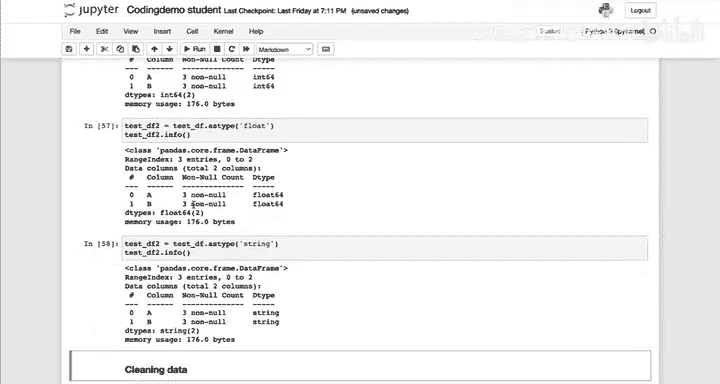 jupyter Codingdemo student Last Checkpoint: Last Friday at 7:11 PM (unsaved changes)
Logout
File Edit View Insert Cell Kernel Help
Trusted
Python 3 (ipykernel)
Run
Markdown
# Column Non-Null Count Dtype
--- ------ -------------- -----
0 A 3 non-null int64
1 B 3 non-null int64
dtypes: int64(2)
memory usage: 176.0 bytes
In [57]: test_df2 = test_df.astype('float')
test_df2.info()
<class 'pandas.core.frame.DataFrame'>
RangeIndex: 3 entries, 0 to 2
Data columns (total 2 columns):
# Column Non-Null Count Dtype
--- ------ -------------- -----
0 A 3 non-null float64
1 B 3 non-null float64
dtypes: float64(2)
memory usage: 176.0 bytes
In [58]: test_df2 = test_df.astype('string')
test_df2.info()
<class 'pandas.core.frame.DataFrame'>
RangeIndex: 3 entries, 0 to 2
Data columns (total 2 columns):
# Column Non-Null Count Dtype
--- ------ -------------- -----
0 A 3 non-null string
1 B 3 non-null string
dtypes: string(2)
memory usage: 176.0 bytes
Cleaning data